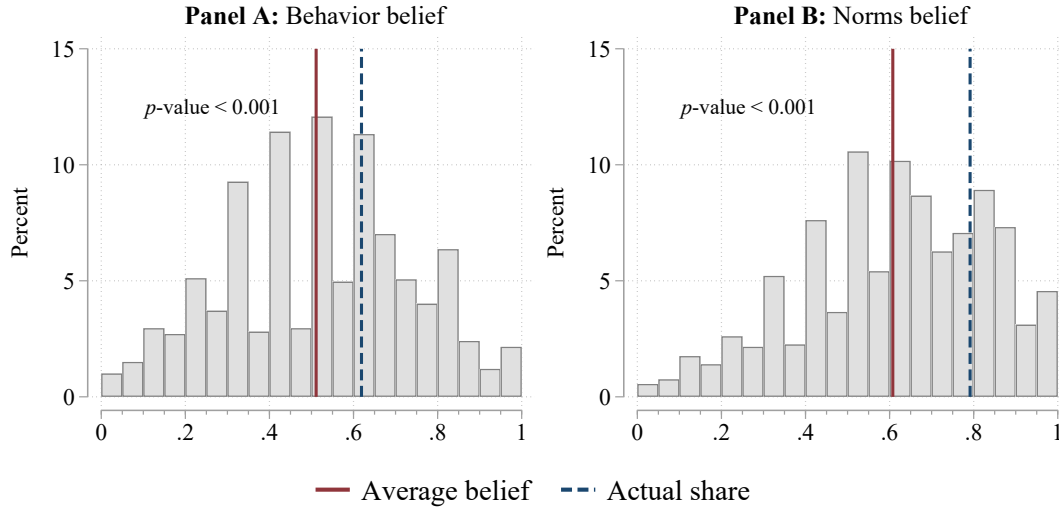 Panel A: Behavior belief
15
10
5
0
Percent
p-value < 0.001
0 .2 .4 .6 .8 1
Panel B: Norms belief
15
10
5
0
Percent
p-value < 0.001
0 .2 .4 .6 .8 1
Average belief Actual share